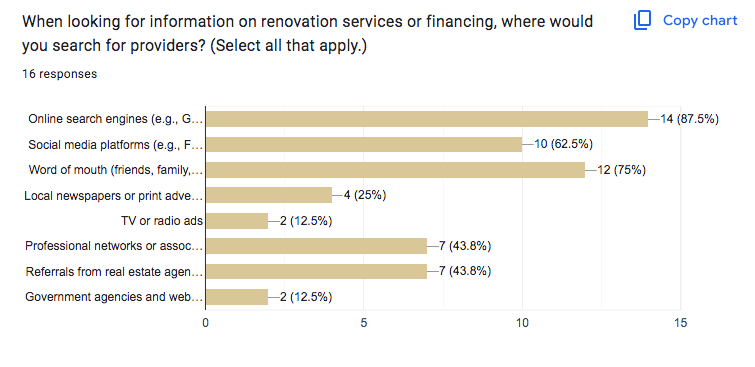 When looking for information on renovation services or financing, where would
you search for providers? (Select all that apply.)
Copy chart
16 responses
Online search engines (e.g., G... 14 (87.5%)
Social media platforms (e.g., F... 10 (62.5%)
Word of mouth (friends, family,... 12 (75%)
Local newspapers or print adve... 4 (25%)
TV or radio ads 2 (12.5%)
Professional networks or assoc... 7 (43.8%)
Referrals from real estate agen... 7 (43.8%)
Government agencies and web... 2 (12.5%)
0 5 10 15